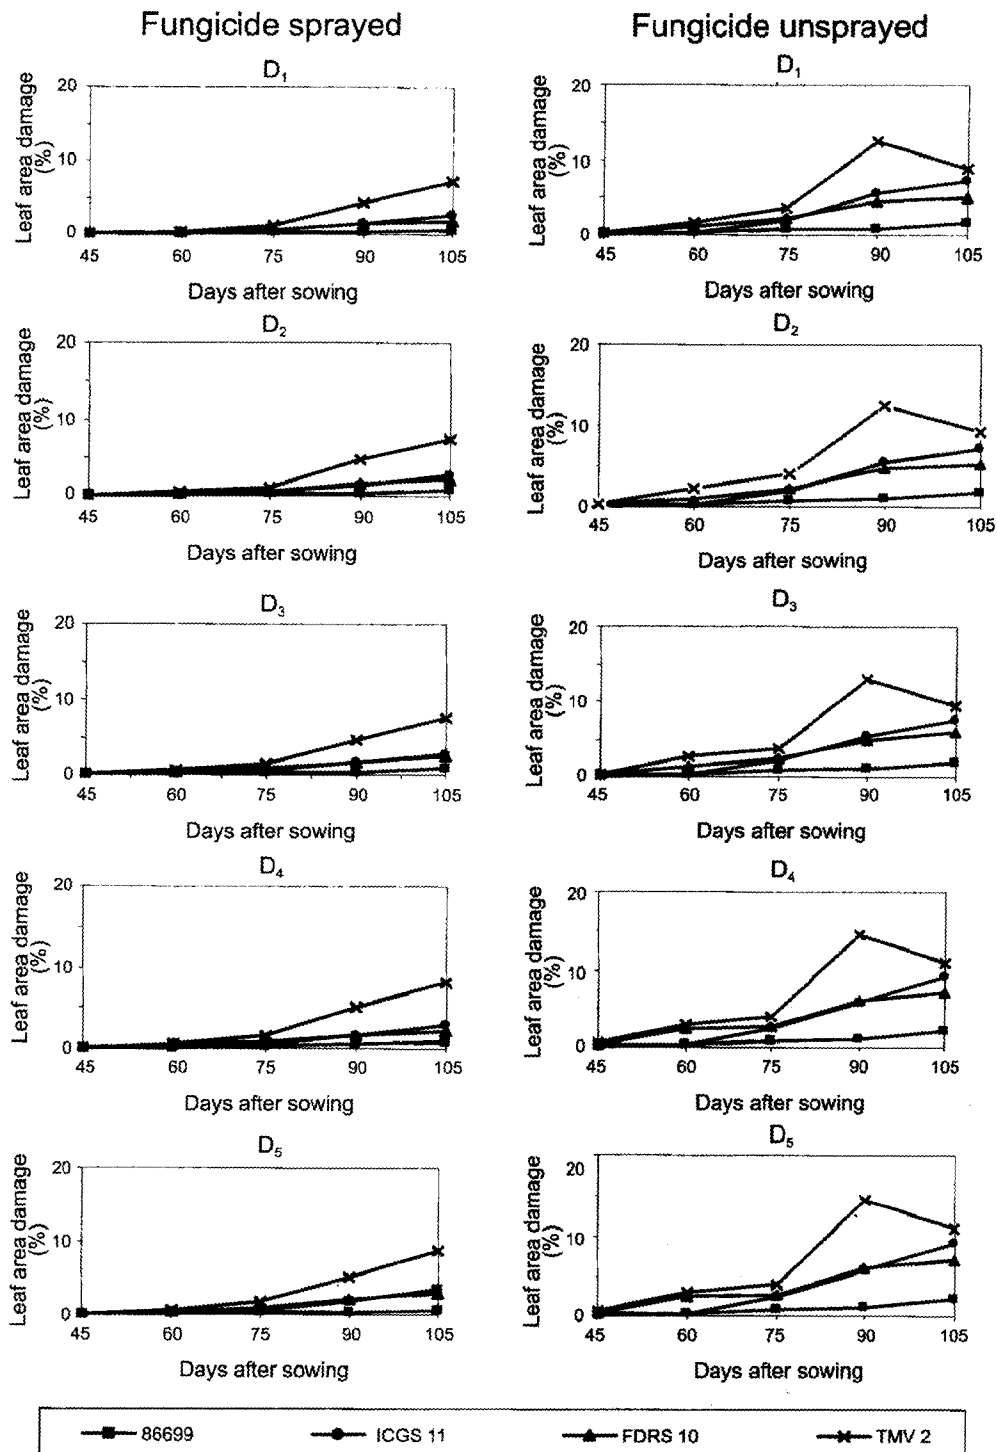 Fungicide sprayed
Fungicide unsprayed
D1
Leaf area damage
(%)
20
10
0
45 60 75 90 105
Days after sowing
D1
Leaf area damage
(%)
20
10
0
45 60 75 90 105
Days after sowing
D2
Leaf area damage
(%)
20
10
0
45 60 75 90 105
Days after sowing
D2
Leaf area damage
(%)
20
10
0
45 60 75 90 105
Days after sowing
D3
Leaf area damage
(%)
20
10
0
45 60 75 90 105
Days after sowing
D3
Leaf area damage
(%)
20
10
0
45 60 75 90 105
Days after sowing
D4
Leaf area damage
(%)
20
10
0
45 60 75 90 105
Days after sowing
D4
Leaf area damage
(%)
20
10
0
45 60 75 90 105
Days after sowing
D5
Leaf area damage
(%)
20
10
0
45 60 75 90 105
Days after sowing
D5
Leaf area damage
(%)
20
10
0
45 60 75 90 105
Days after sowing
86699 ICGS 11 FDRS 10 TMV 2